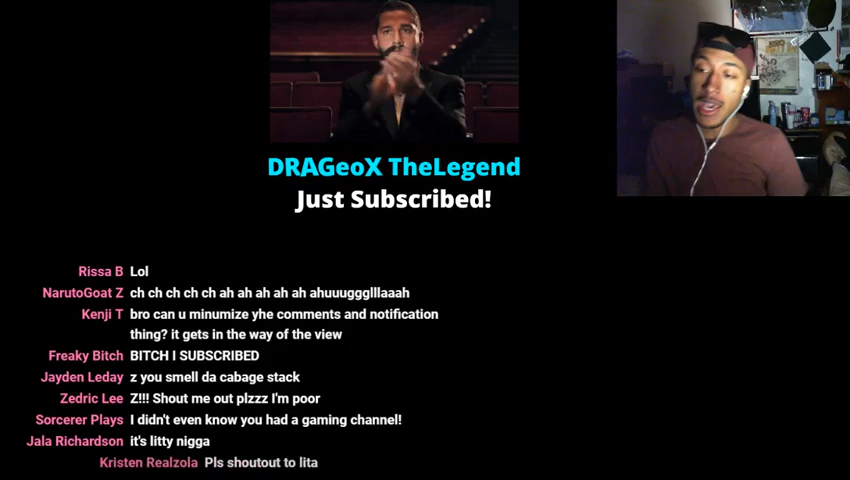 DRAGeoX TheLegend
Just Subscribed!
Rissa B Lol
NarutoGoat Z ch ch ch ch ch ah ah ah ah ah ahuuuggglllaaah
Kenji T bro can u minumize yhe comments and notification
thing? it gets in the way of the view
Freaky Bitch BITCH I SUBSCRIBED
Jayden Leday z you smell da cabage stack
Zedric Lee Z!!! Shout me out plzzz I'm poor
Sorcerer Plays I didn't even know you had a gaming channel!
Jala Richardson it's litty nigga
Kristen Realzola Pls shoutout to lita